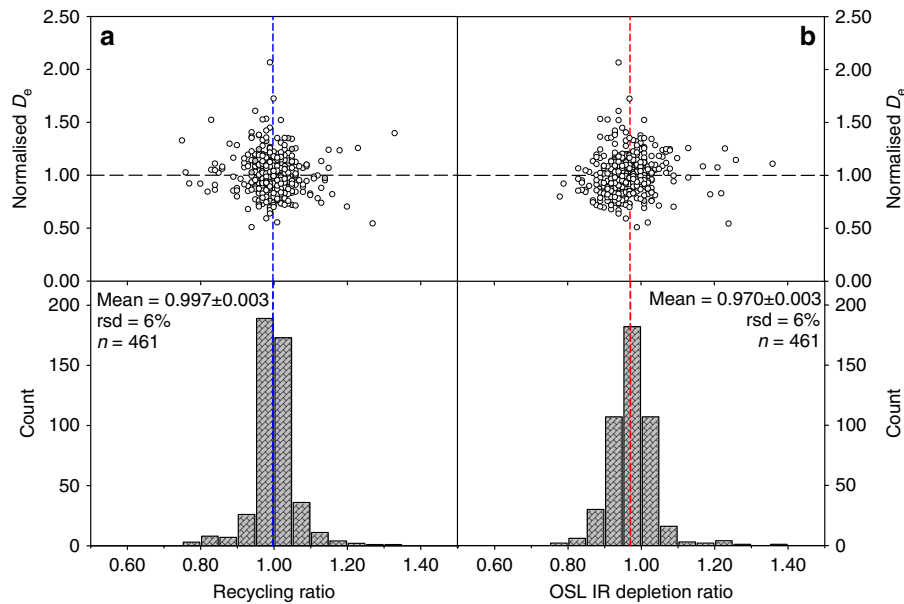 a
b
2.50
2.00
1.50
1.00
0.50
0.00
Normalised De
2.50
2.00
1.50
1.00
0.50
0.00
Normalised De
Mean = 0.997±0.003
rsd = 6%
n = 461
Mean = 0.970±0.003
rsd = 6%
n = 461
200
150
100
50
0
Count
200
150
100
50
0
Count
0.60 0.80 1.00 1.20 1.40
Recycling ratio
0.60 0.80 1.00 1.20 1.40
OSL IR depletion ratio